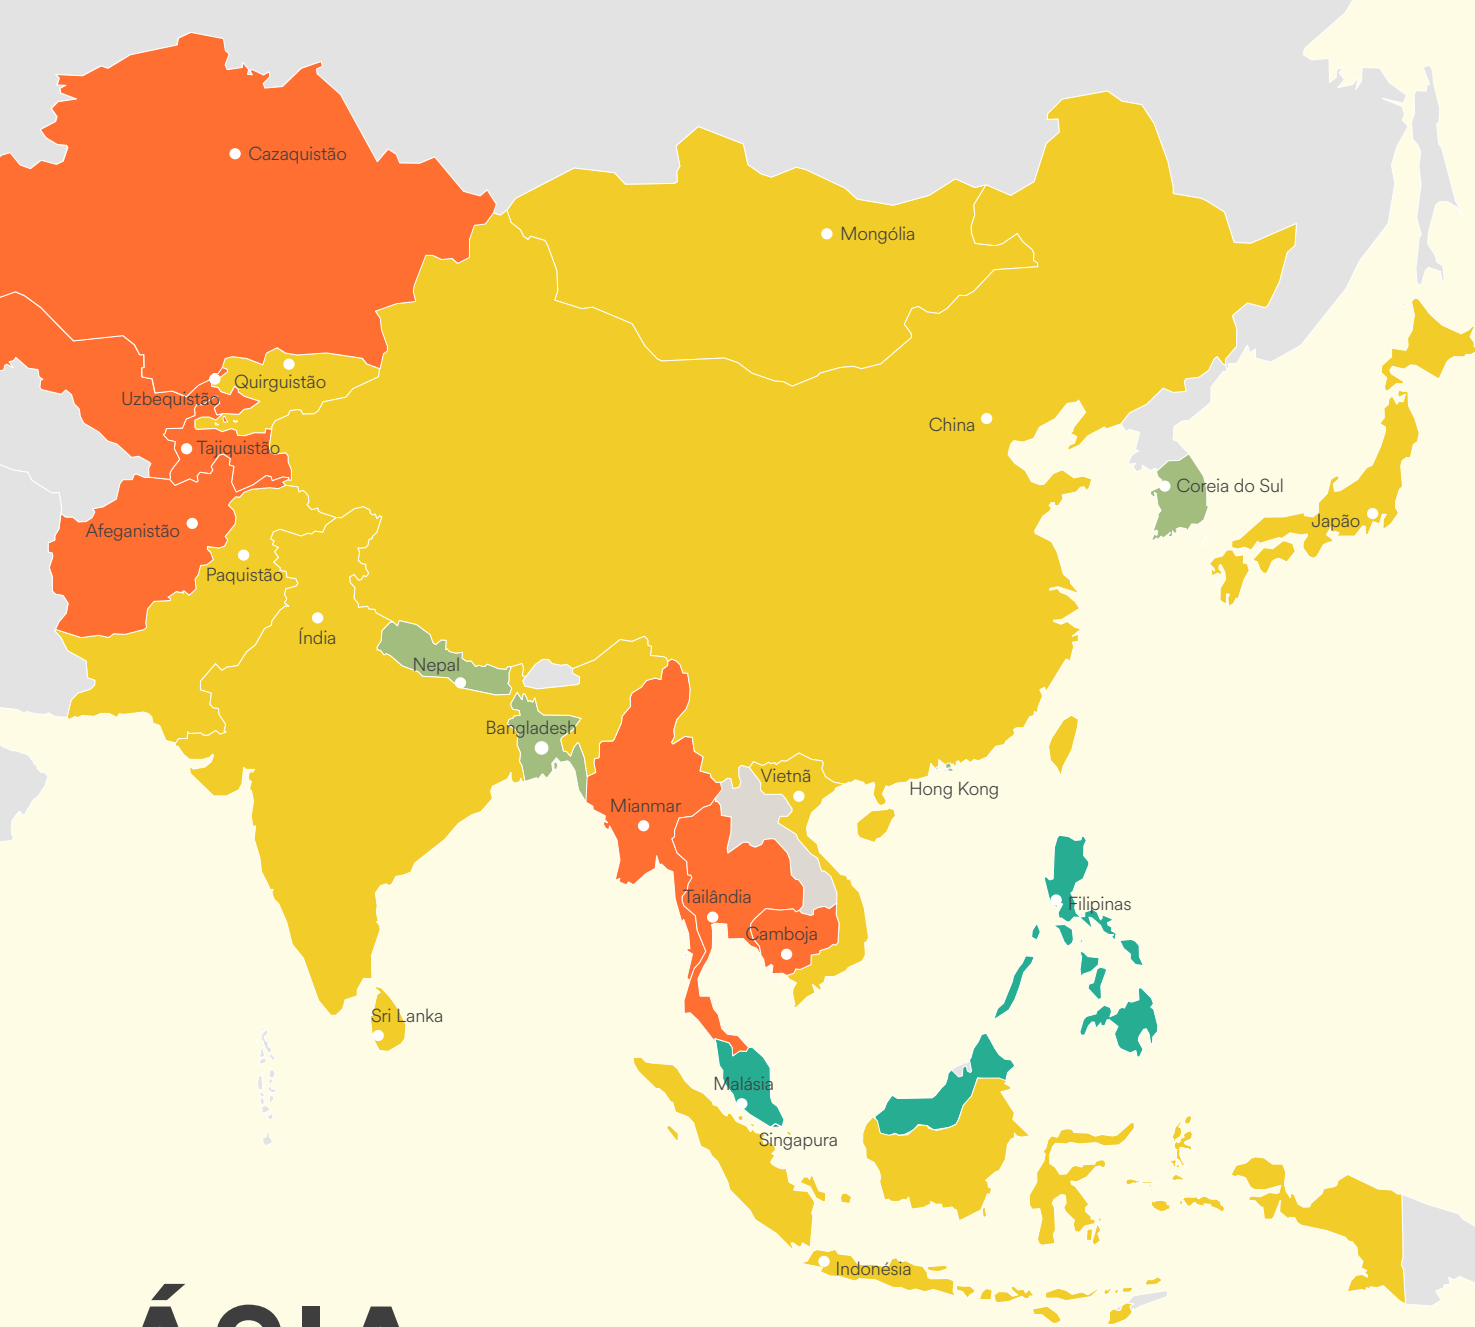 Cazaquistão
Mongólia
Quirguistão
Uzbequistão
China
Tajiquistão
Coreia do Sul
Japão
Afeganistão
Paquistão
Índia
Nepal
Bangladesh
Vietnã
Hong Kong
Mianmar
Tailândia
Filipinas
Camboja
Sri Lanka
Malásia
Singapura
Indonésia
ÁSIA